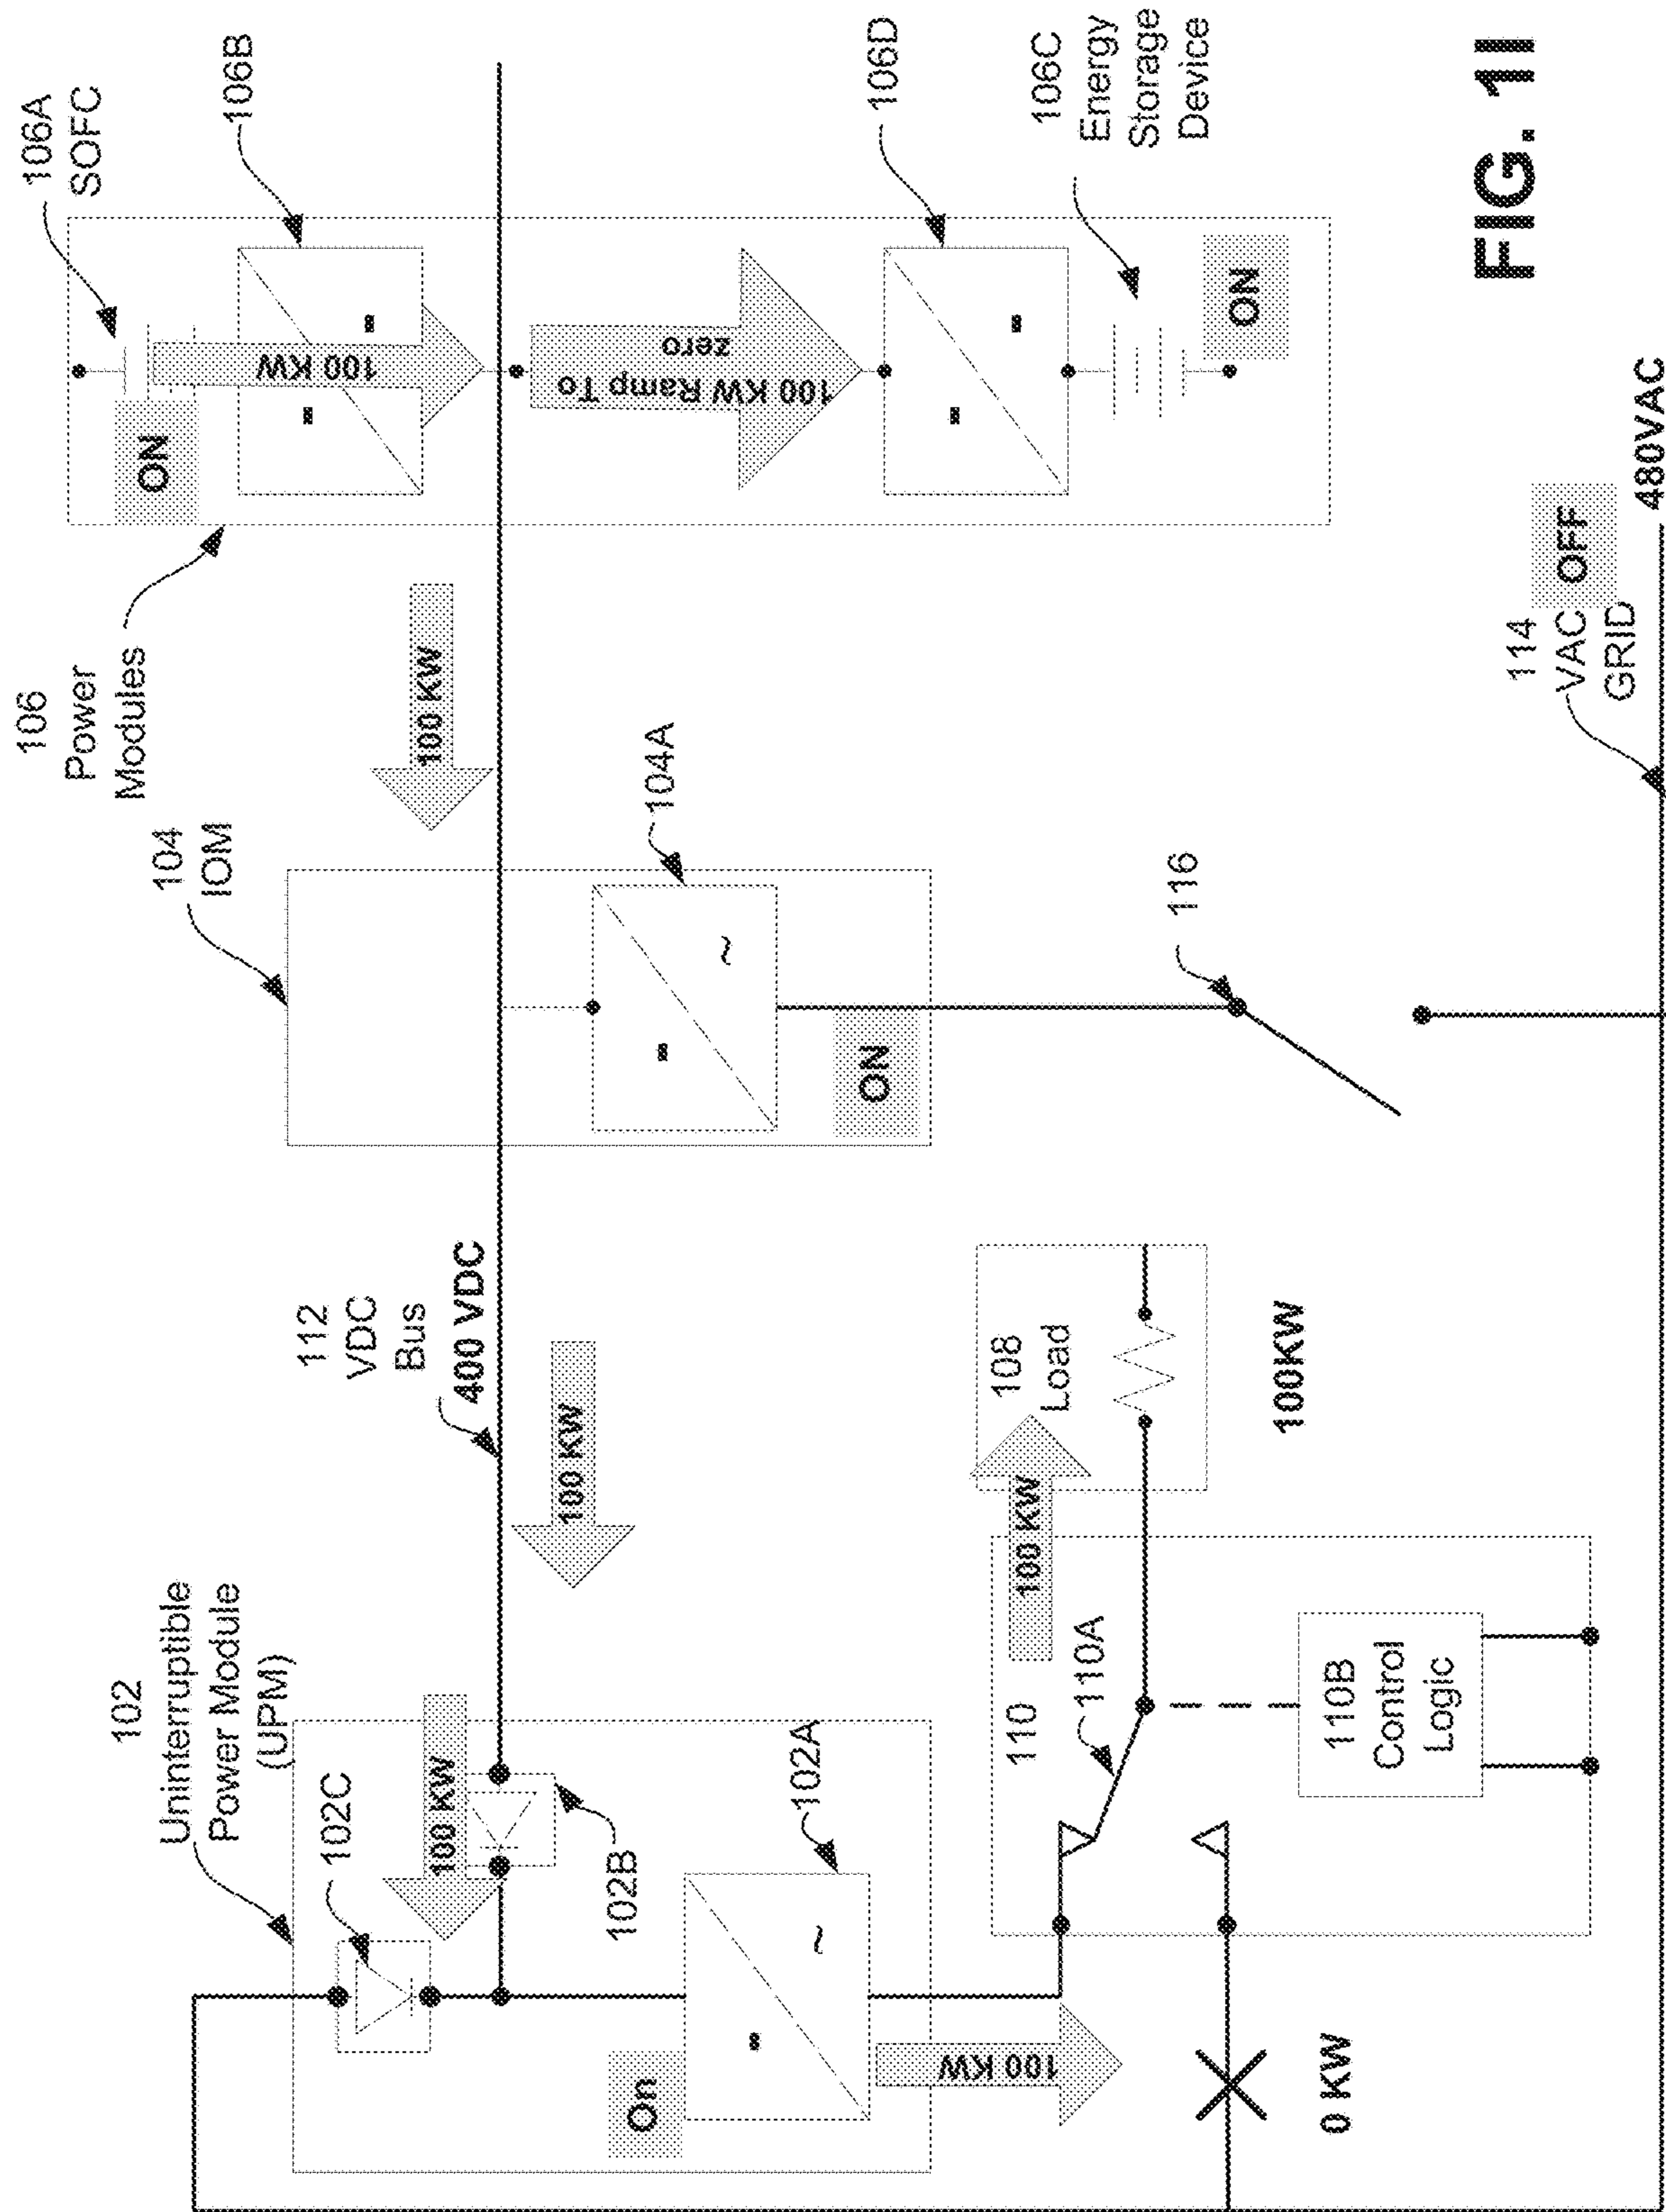 106A
SOFC
106B
ON
100 KW
106
Power
Modules
100 KW
100 KW Ramp To
zero
106D
106C
Energy
Storage
Device
ON
104
IOM
104A
-
~
ON
116
112
VDC
Bus
400 VDC
100 KW
102
Uninterruptible
Power Module
(UPM)
102C
100 KW
102B
102A
On
-
~
100 KW
108
Load
100KW
100 KW
110
110A
110B
Control
Logic
0 KW
114
VAC OFF
GRID
480VAC
FIG. 1I